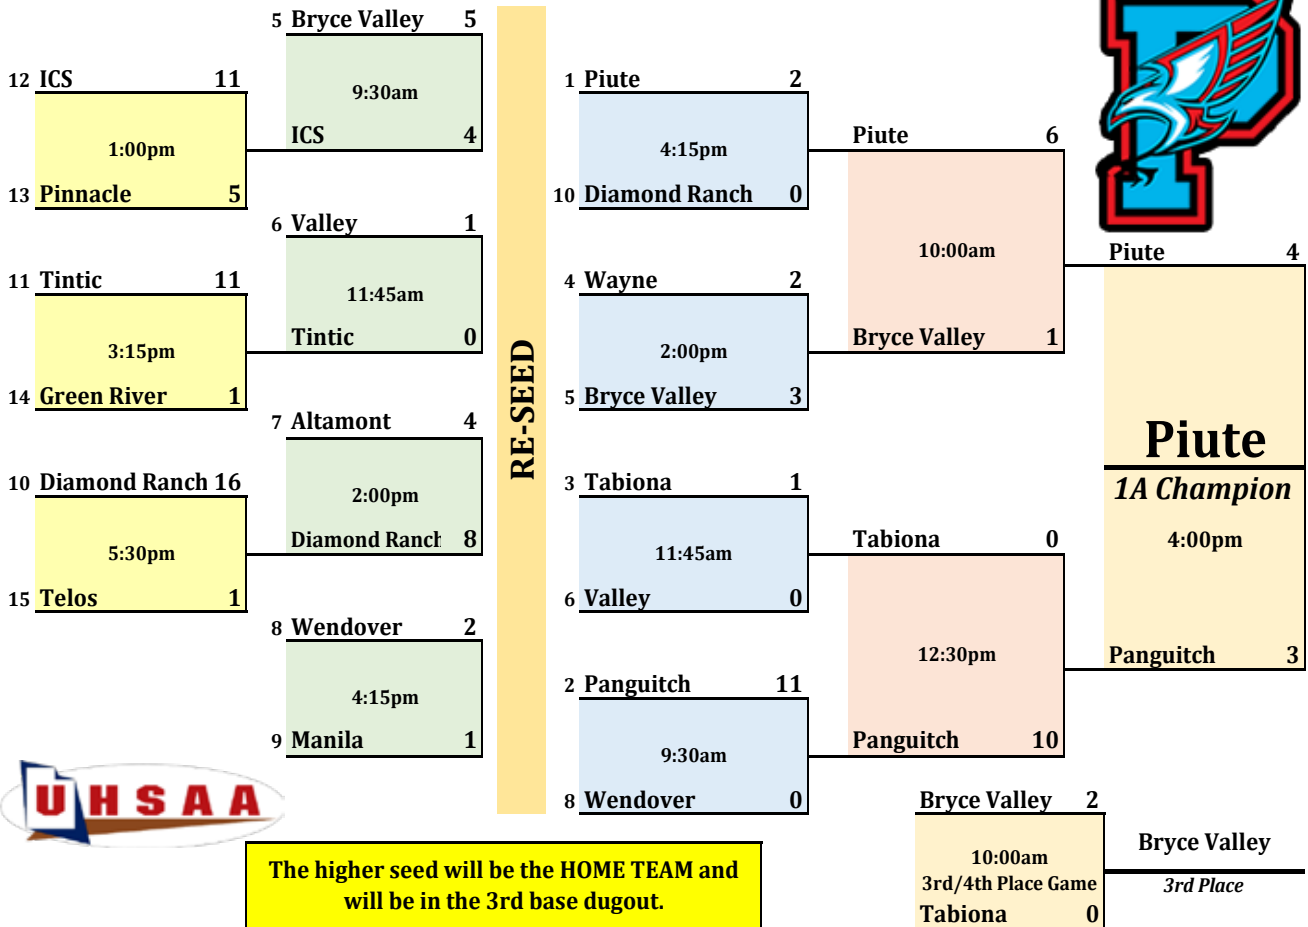 5 Bryce Valley 5
9:30am
ICS 4
12 ICS 11
1:00pm
13 Pinnacle 5
6 Valley 1
11:45am
Tintic 0
11 Tintic 11
3:15pm
14 Green River 1
7 Altamont 4
2:00pm
Diamond Ranch 8
10 Diamond Ranch 16
5:30pm
15 Telos 1
8 Wendover 2
4:15pm
9 Manila 1
RE-SEED
1 Piute 2
4:15pm
10 Diamond Ranch 0
4 Wayne 2
2:00pm
5 Bryce Valley 3
3 Tabiona 1
11:45am
6 Valley 0
2 Panguitch 11
9:30am
8 Wendover 0
Piute 6
10:00am
Bryce Valley 1
Tabiona 0
12:30pm
Panguitch 10
P
Piute 4
Piute
1A Champion
4:00pm
Panguitch 3
Bryce Valley 2
10:00am
3rd/4th Place Game
Tabiona 0
Bryce Valley
3rd Place
UHSAA
The higher seed will be the HOME TEAM and
will be in the 3rd base dugout.